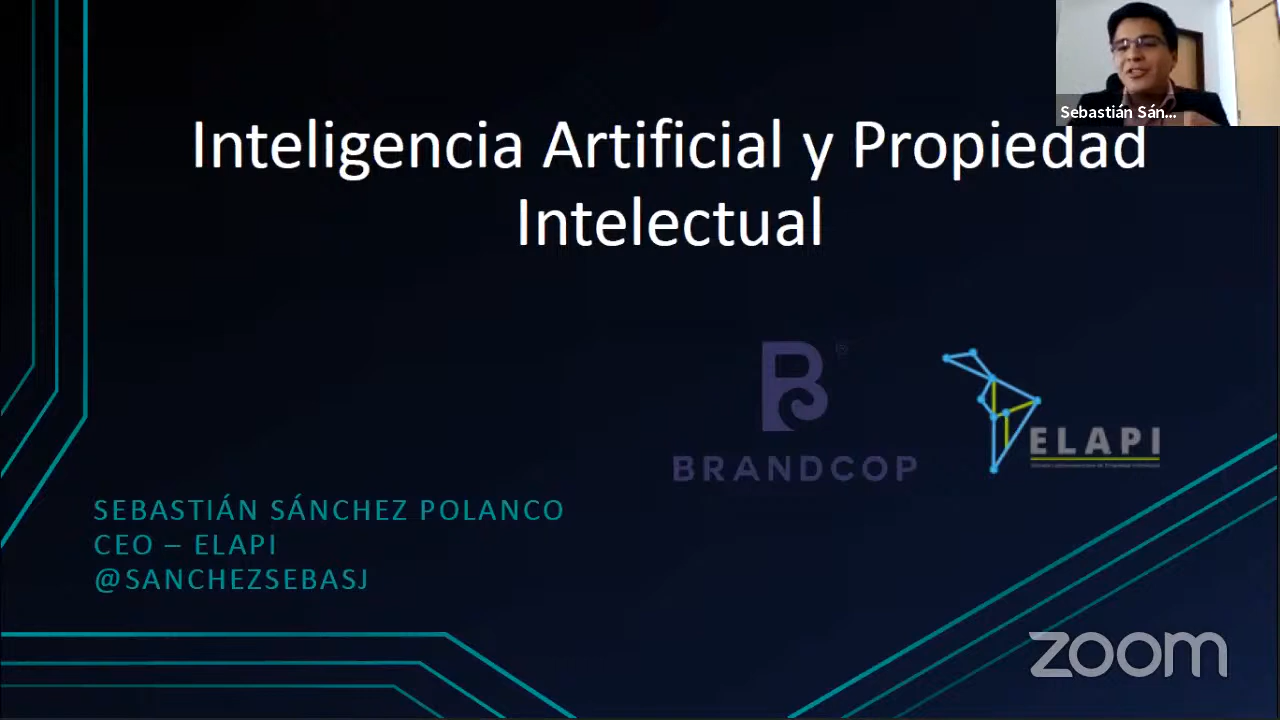 Sebastián Sán...
Inteligencia Artificial y Propiedad
Intelectual
BRANDCOP
ELAPI
SEBASTIÁN SÁNCHEZ POLANCO
CEO – ELAPI
@SANCHEZSEBASJ
zoom